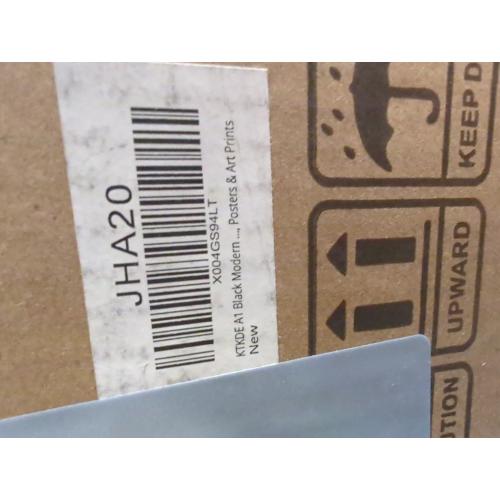 JHA20
X004GS94LT
KTKDE A1 Black Modern ..., Posters & Art Prints
New
KEEP D
UPWARD
UTION